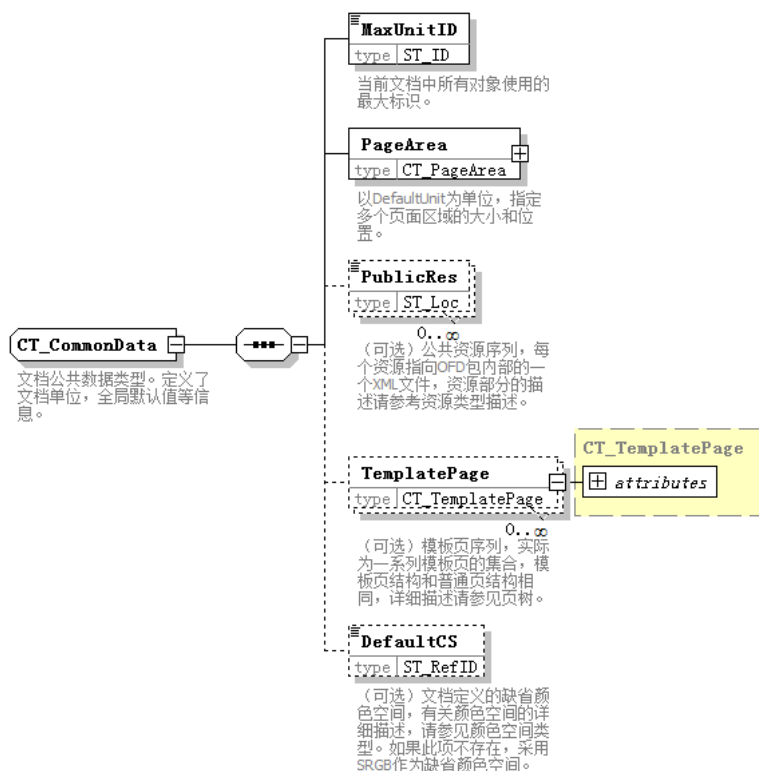 MaxUnitID
type ST_ID
当前文档中所有对象使用的
最大标识。
PageArea
type CT_PageArea
以DefaultUnit为单位，指定
多个页面区域的大小和位
置。
PublicRes
type ST_Loc
0..∞
（可选）公共资源序列，每
个资源指向OFD包内部的一
个XML文件，资源部分的描
述请参考资源类型描述。
CT_CommonData
文档公共数据类型。定义了
文档单位，全局默认值等信
息。
CT_TemplatePage
attributes
TemplatePage
type CT_TemplatePage
0..∞
（可选）模板页序列，实际
为一系列模板页的集合，模
板页结构和普通页结构相
同，详细描述请参见页树。
DefaultCS
type ST_RefID
（可选）文档定义的缺省颜
色空间，有关颜色空间的详
细描述，请参见颜色空间类
型。如果此项不存在，采用
SRGB作为缺省颜色空间。